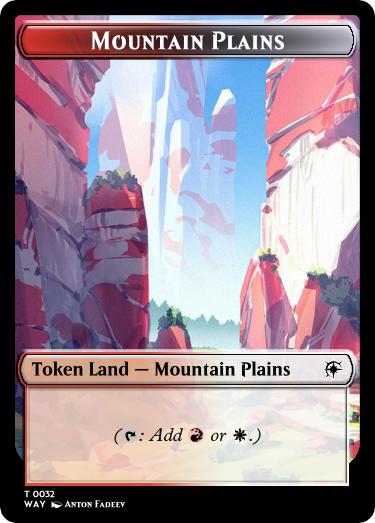 Mountain Plains
Token Land — Mountain Plains
(: Add or .)
T 0032
WAY Anton Fadeev